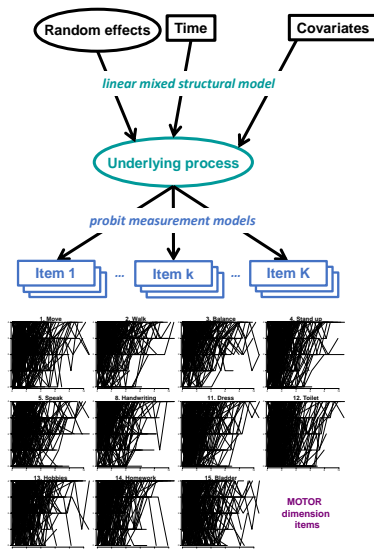 Random effects Time Covariates
linear mixed structural model
Underlying process
probit measurement models
Item 1 ... Item k ... Item K
1. Move 2. Walk 3. Balance 4. Stand up
5. Speak 8. Handwriting 11. Dress 12. Toilet
13. Hobbies 14. Homework 15. Bladder
MOTOR
dimension
items